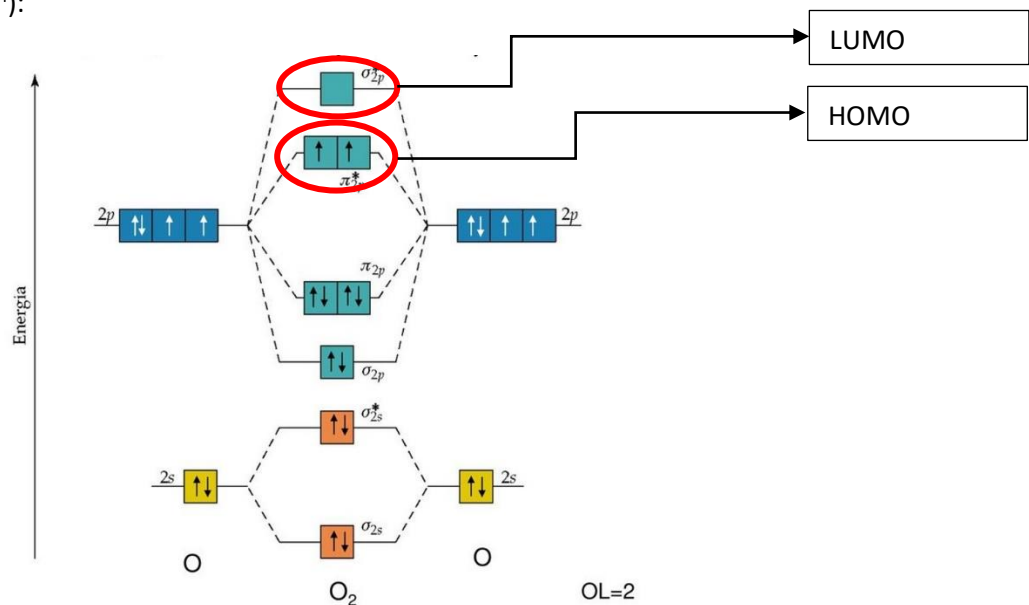 ):
LUMO
HOMO
σ*2p
π*2p
2p
2p
π2p
σ2p
Energia
σ*2s
2s
2s
σ2s
O
O
O2
OL=2